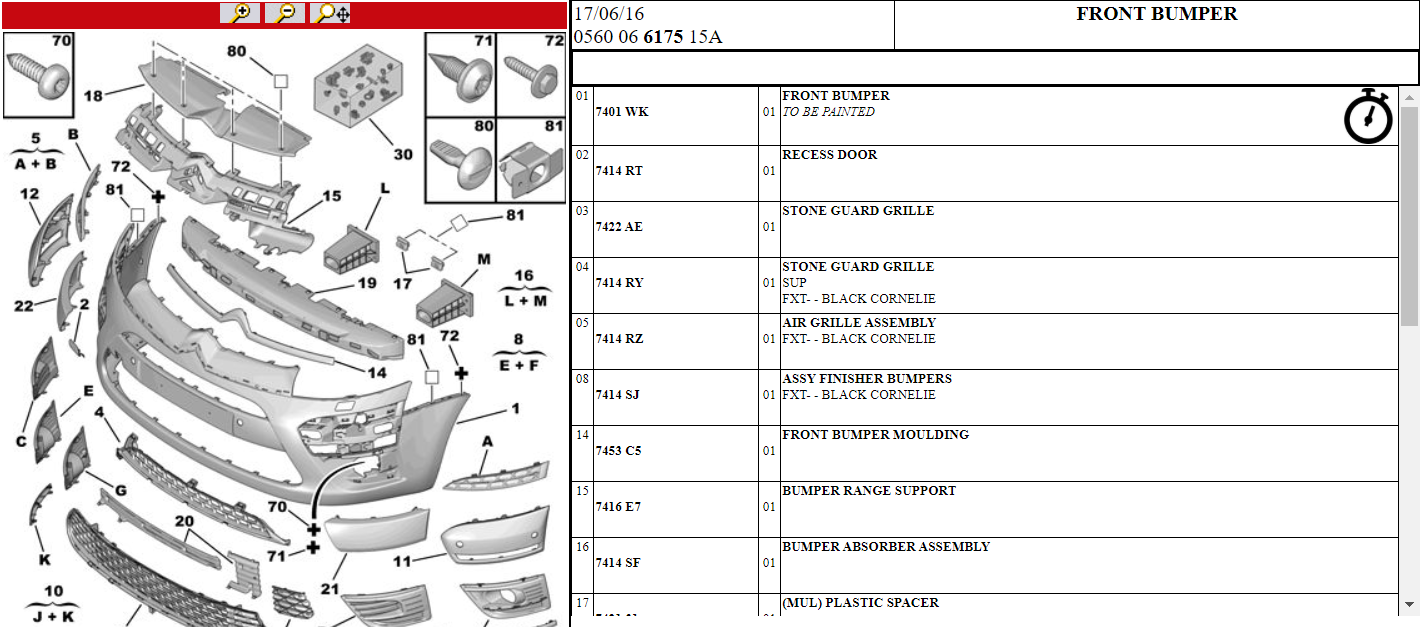 70
80
71
72
18
80
81
30
5
A + B
B
72
81
12
15
L
81
M
17
19
16
L + M
22
2
81
72
8
E + F
14
E
4
1
C
A
G
70
20
71
11
K
21
10
J + K
17/06/16
FRONT BUMPER
0560 06 6175 15A
01 FRONT BUMPER
7401 WK 01 TO BE PAINTED
02 RECESS DOOR
7414 RT 01
03 STONE GUARD GRILLE
7422 AE 01
04 STONE GUARD GRILLE
7414 RY 01 SUP
FXT- - BLACK CORNELIE
05 AIR GRILLE ASSEMBLY
7414 RZ 01 FXT- - BLACK CORNELIE
08 ASSY FINISHER BUMPERS
7414 SJ 01 FXT- - BLACK CORNELIE
14 FRONT BUMPER MOULDING
7453 C5 01
15 BUMPER RANGE SUPPORT
7416 E7 01
16 BUMPER ABSORBER ASSEMBLY
7414 SF 01
17 (MUL) PLASTIC SPACER